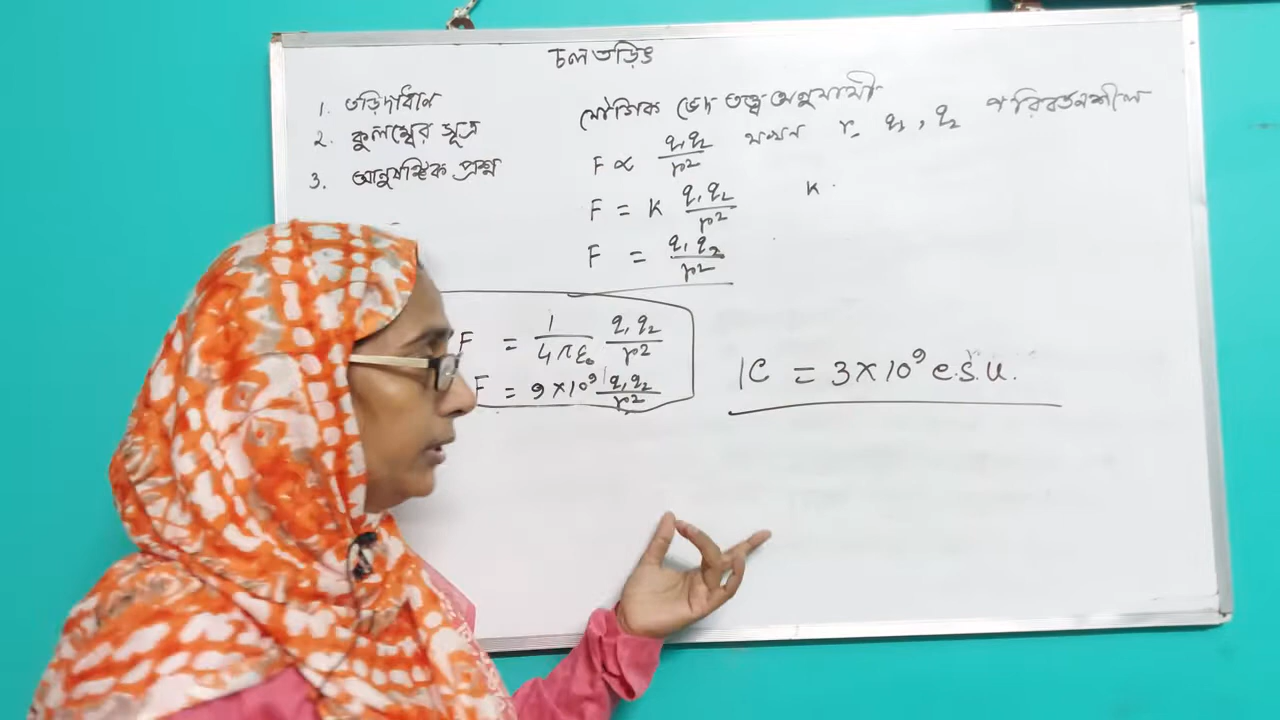 চলতড়িৎ
1. তড়িদাধান
2. কুলম্বের সূত্র
3. আনুষঙ্গিক প্রশ্ন
যৌগিক ভেদ তত্ত্ব অনুযায়ী
F ∝ q₁q₂/r² যখন r, q₁, q₂ পরিবর্তনশীল
F = K q₁q₂/r² K.
F = q₁q₂/r²
F = 1/4πε₀ q₁q₂/r²
F = 9×10⁹ q₁q₂/r²
1C = 3×10⁹ e.s.u.